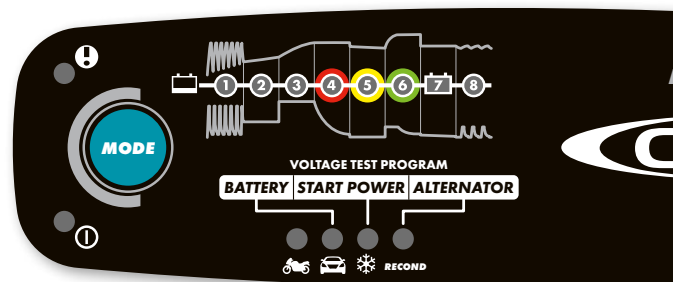 1 2 3 4 5 6 7 8
MODE
VOLTAGE TEST PROGRAM
BATTERY START POWER ALTERNATOR
RECOND